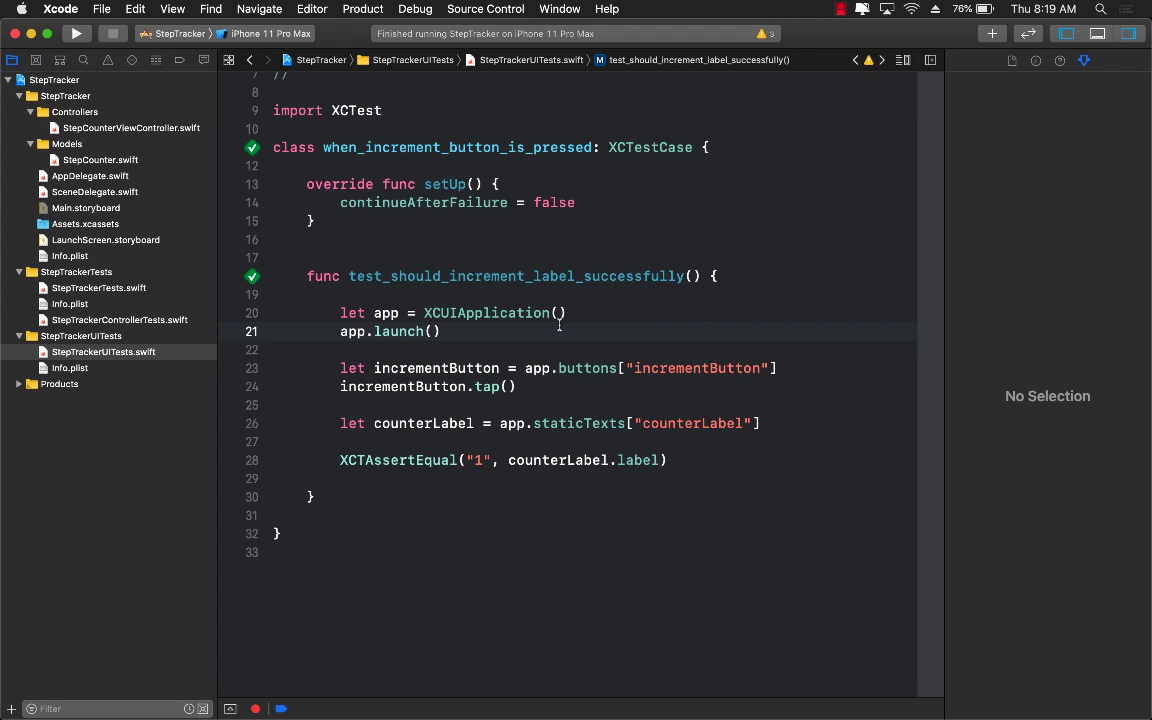 Xcode File Edit View Find Navigate Editor Product Debug Source Control Window Help 76% Thu 8:19 AM
StepTracker iPhone 11 Pro Max Finished running StepTracker on iPhone 11 Pro Max 3
StepTracker StepTrackerUITests StepTrackerUITests.swift M test_should_increment_label_successfully()
StepTracker
StepTracker
Controllers
StepCounterViewController.swift
Models
StepCounter.swift
AppDelegate.swift
SceneDelegate.swift
Main.storyboard
Assets.xcassets
LaunchScreen.storyboard
Info.plist
StepTrackerTests
StepTrackerTests.swift
Info.plist
StepTrackerControllerTests.swift
StepTrackerUITests
StepTrackerUITests.swift
Info.plist
Products
Filter
7 //
8
9 import XCTest
10
class when_increment_button_is_pressed: XCTestCase {
12
13 override func setUp() {
14 continueAfterFailure = false
15 }
16
17
func test_should_increment_label_successfully() {
19
20 let app = XCUIApplication()
21 app.launch()
22
23 let incrementButton = app.buttons["incrementButton"]
24 incrementButton.tap()
25
26 let counterLabel = app.staticTexts["counterLabel"]
27
28 XCTAssertEqual("1", counterLabel.label)
29
30 }
31
32 }
33
No Selection